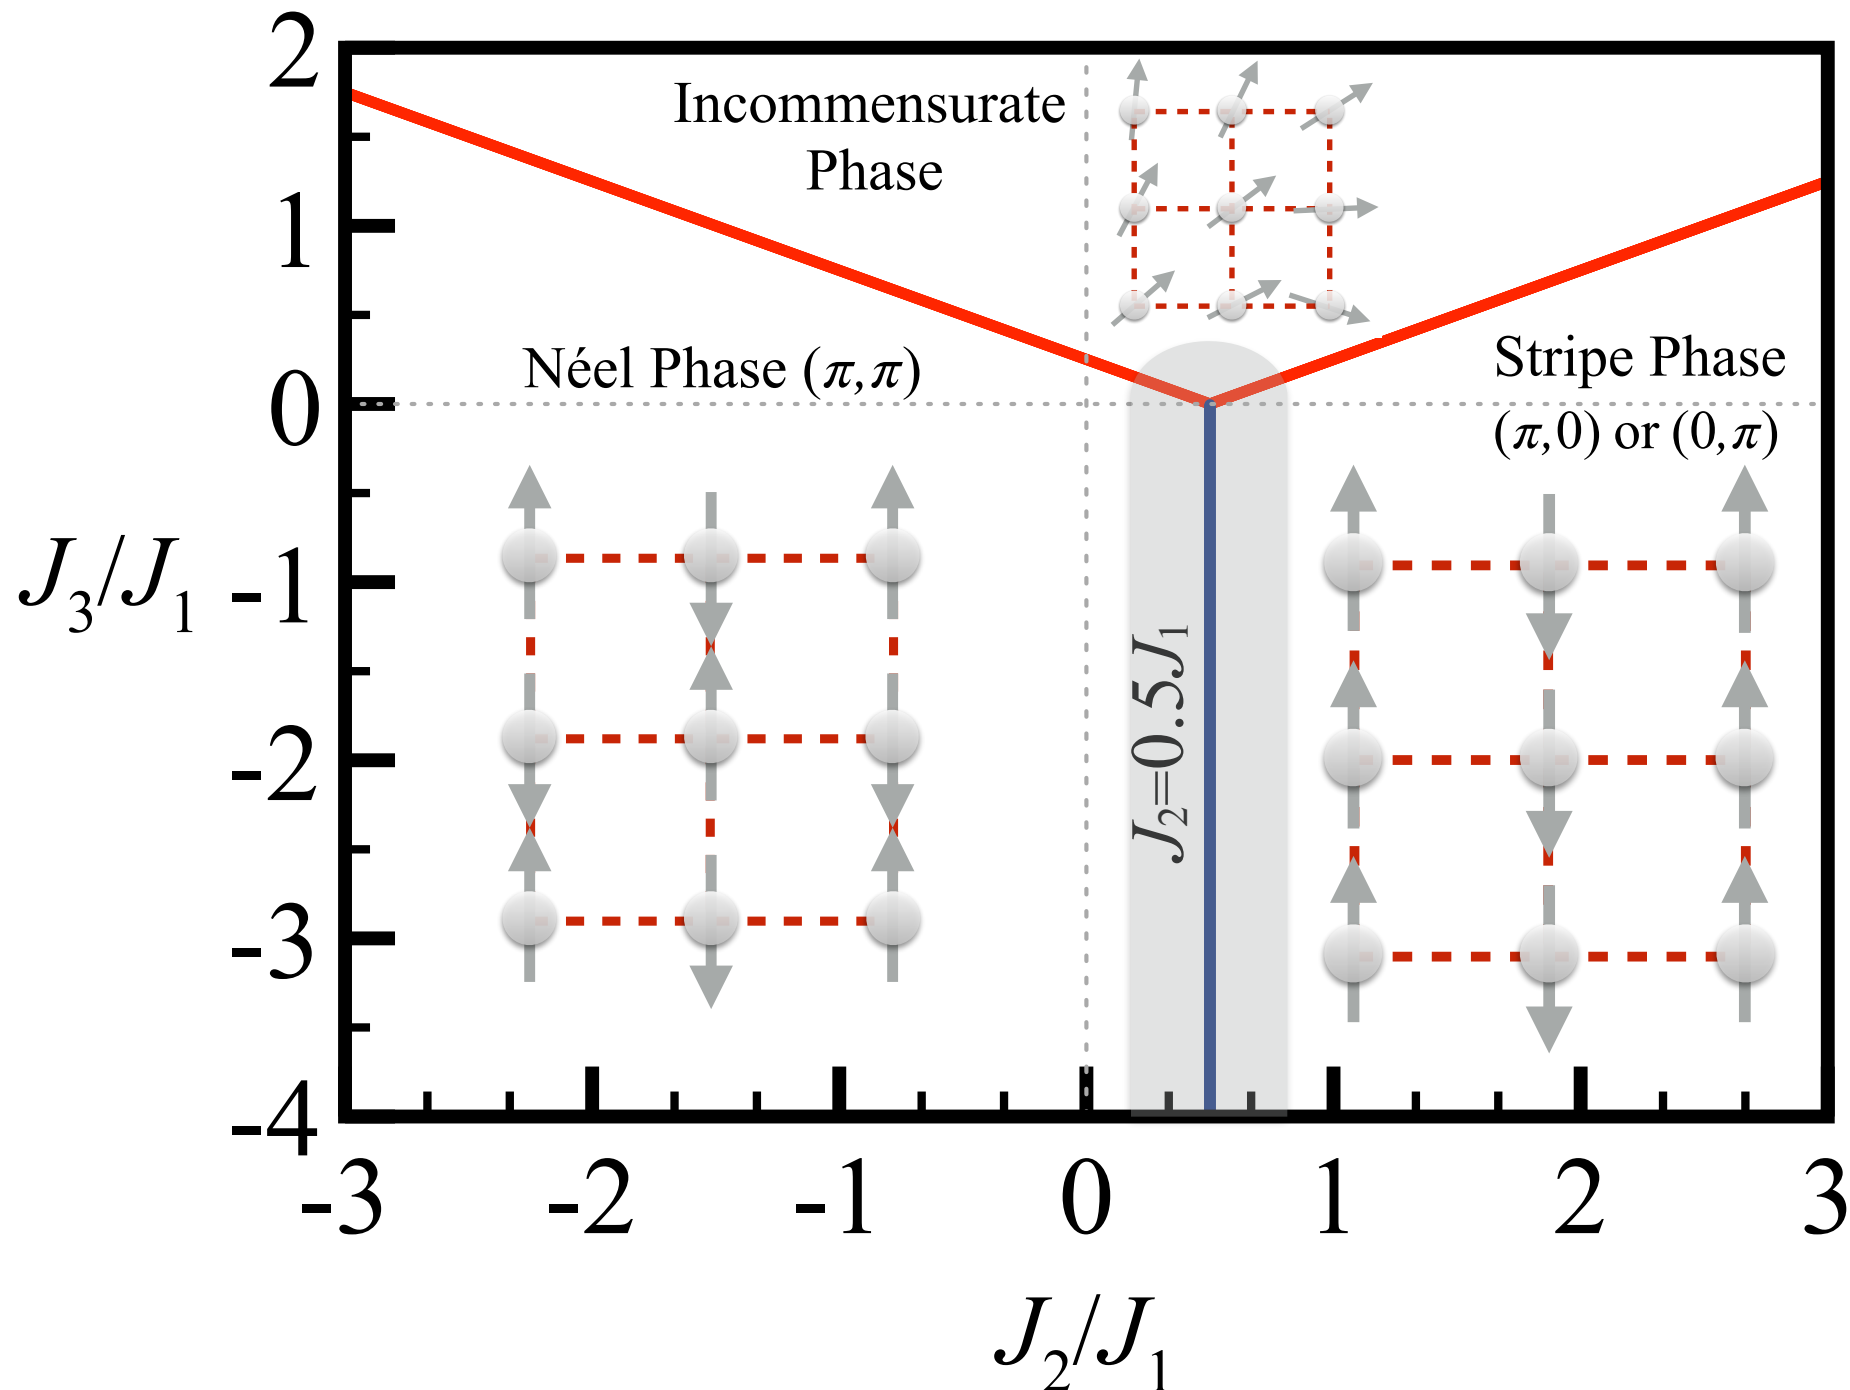 2
1
0
-1
-2
-3
-4
J3/J1
Incommensurate
Phase
Néel Phase (π,π)
Stripe Phase
(π,0) or (0,π)
J2=0.5J1
-3
-2
-1
0
1
2
3
J2/J1